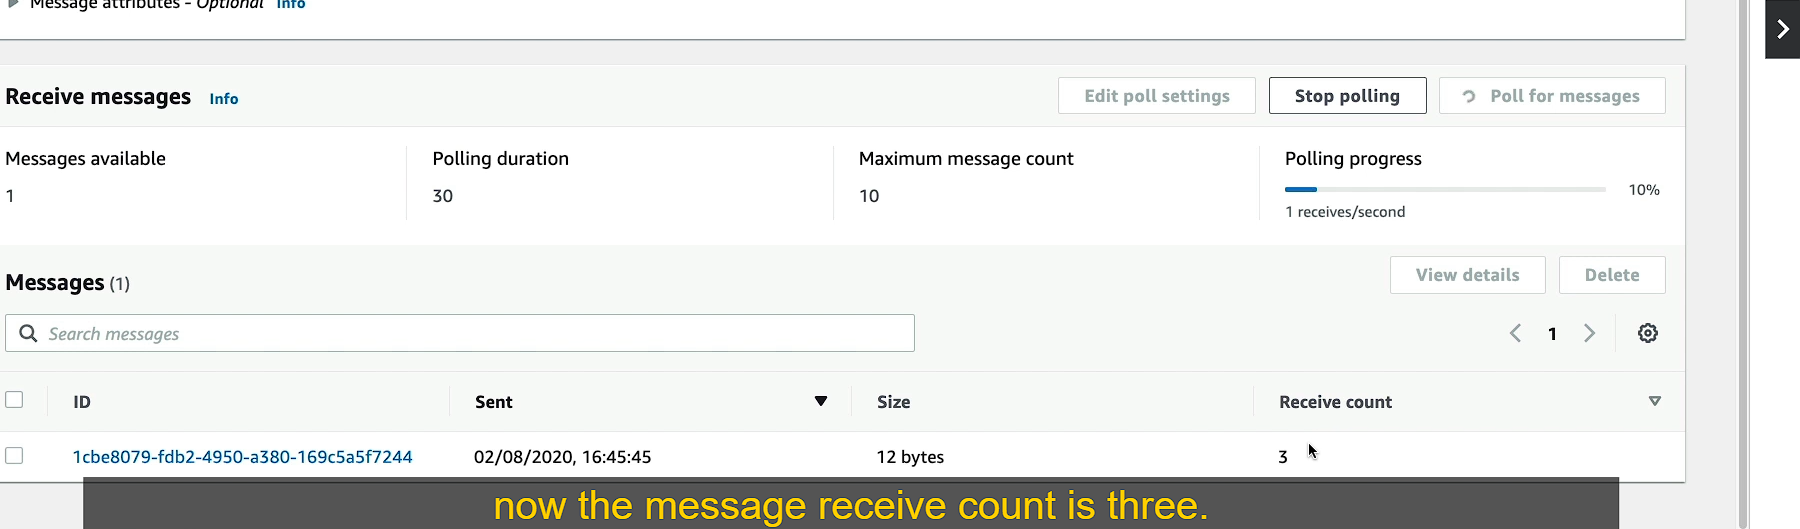 Message attributes - Optional Info
Receive messages Info
Edit poll settings
Stop polling
Poll for messages
Messages available
1
Polling duration
30
Maximum message count
10
Polling progress
10%
1 receives/second
Messages (1)
View details
Delete
Search messages
1
ID Sent Size Receive count
1cbe8079-fdb2-4950-a380-169c5a5f7244 02/08/2020, 16:45:45 12 bytes 3
now the message receive count is three.